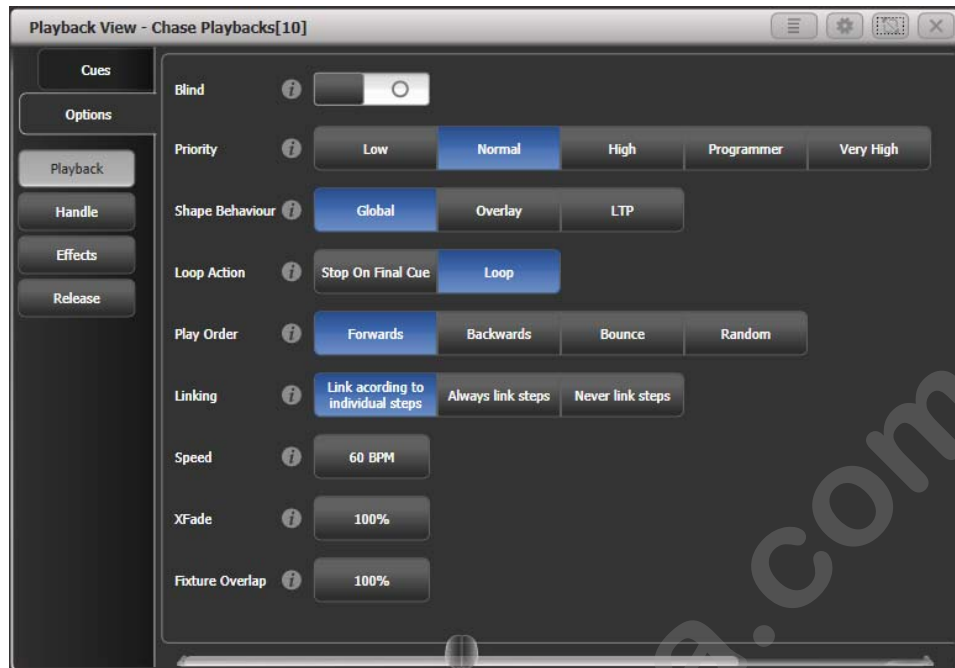 Playback View - Chase Playbacks[10]
Cues
Options
Playback
Handle
Effects
Release
Blind
Priority
Low
Normal
High
Programmer
Very High
Shape Behaviour
Global
Overlay
LTP
Loop Action
Stop On Final Cue
Loop
Play Order
Forwards
Backwards
Bounce
Random
Linking
Link acording to
individual steps
Always link steps
Never link steps
Speed
60 BPM
XFade
100%
Fixture Overlap
100%
a.com